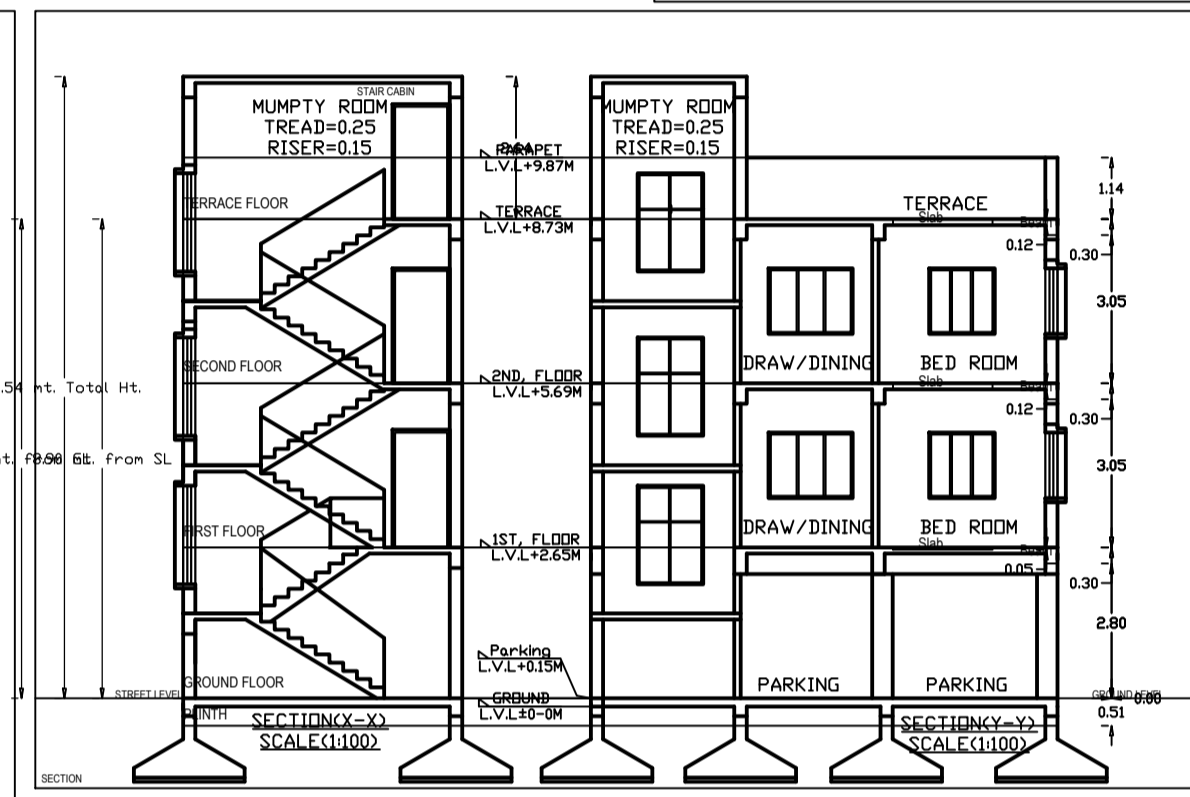 STAIR CABIN
MUMPTY ROOM
TREAD=0.25
RISER=0.15
MUMPTY ROOM
TREAD=0.25
RISER=0.15
PARAPET
L.V.L+9.87M
1.14
TERRACE FLOOR
TERRACE
TERRACE
L.V.L+8.73M
Slab
0.12
0.30
3.05
SECOND FLOOR
DRAW/DINING
BED ROOM
2ND, FLOOR
L.V.L+5.69M
mt. Total Ht.
Slab
0.12
0.30
from SL
3.05
FIRST FLOOR
DRAW/DINING
BED ROOM
1ST, FLOOR
L.V.L+2.65M
Slab
0.05
0.30
2.80
Parking
L.V.L+0.15M
GROUND FLOOR
PARKING
PARKING
STREET LEVEL
GROUND
L.V.L±0-0M
GROUND LEVEL
0.00
0.51
PLINTH
SECTION(X-X)
SCALE(1:100)
SECTION(Y-Y)
SCALE(1:100)
SECTION